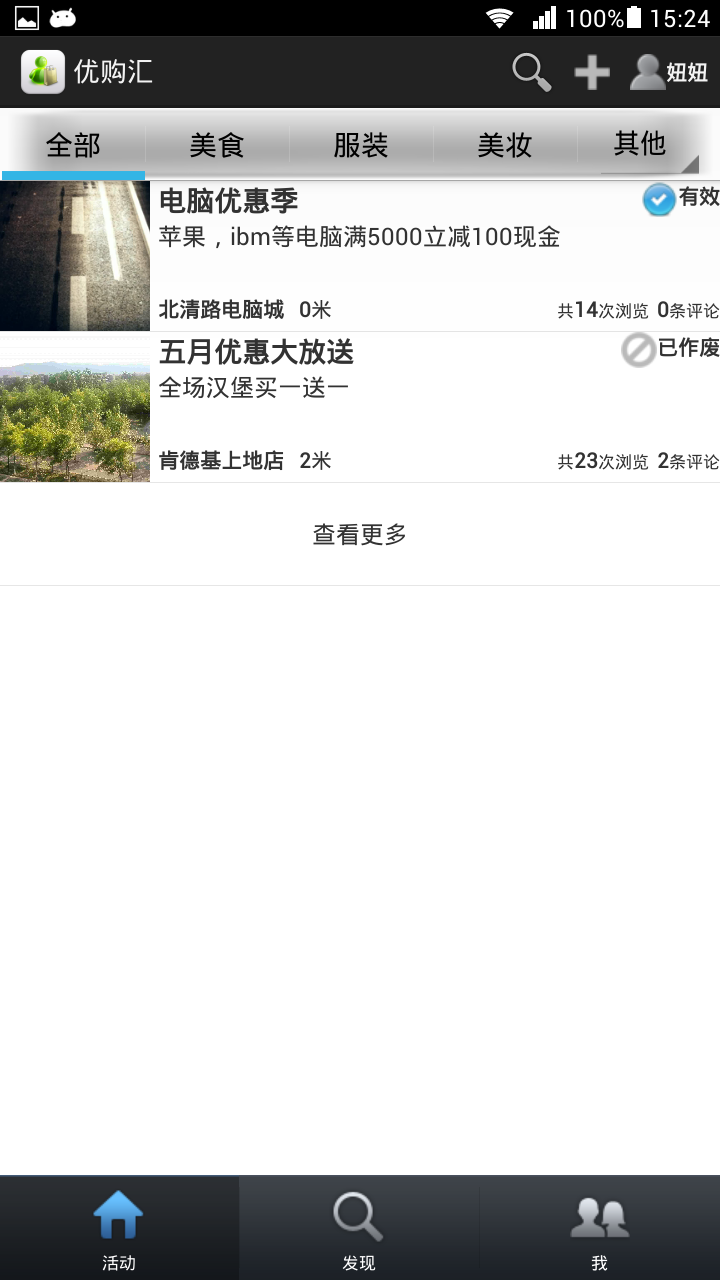 100% 15:24
优购汇 妞妞
全部 美食 服装 美妆 其他
电脑优惠季 有效
苹果，ibm等电脑满5000立减100现金
北清路电脑城 0米 共14次浏览 0条评论
五月优惠大放送 已作废
全场汉堡买一送一
肯德基上地店 2米 共23次浏览 2条评论
查看更多
活动 发现 我